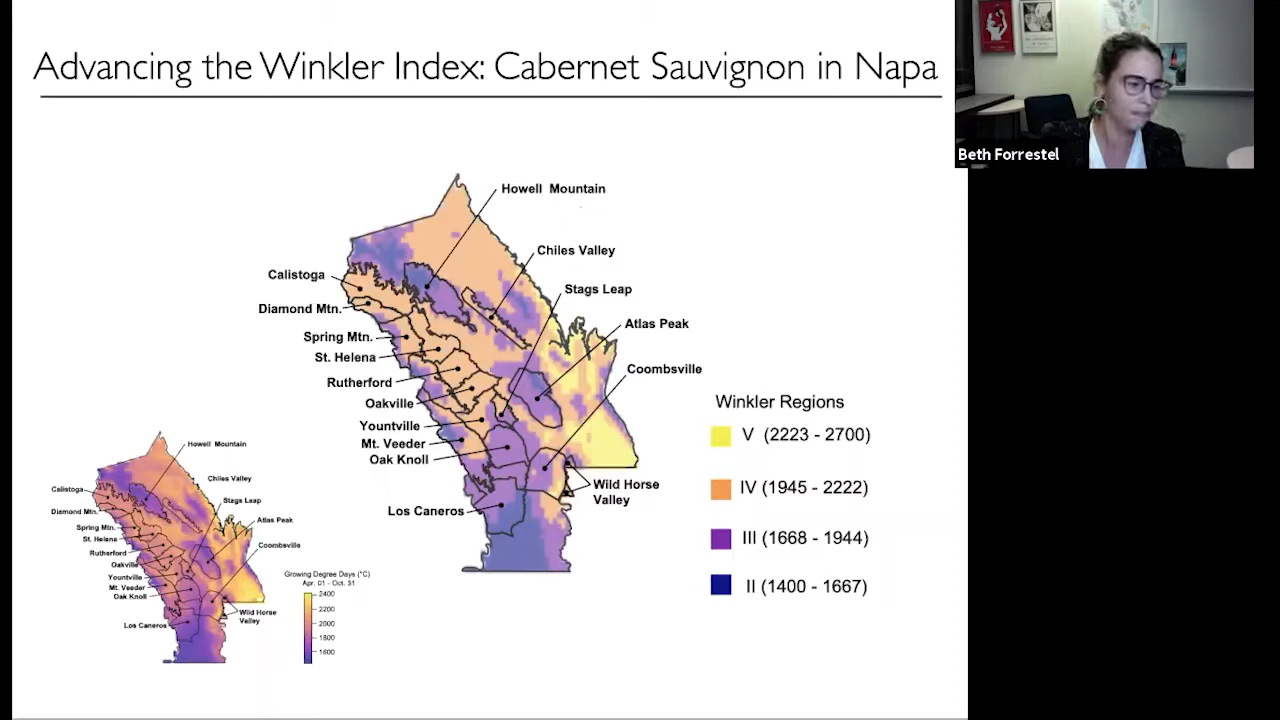 Advancing the Winkler Index: Cabernet Sauvignon in Napa
Beth Forrestel
Howell Mountain
Chiles Valley
Calistoga
Stags Leap
Diamond Mtn.
Atlas Peak
Spring Mtn.
St. Helena
Coombsville
Rutherford
Oakville
Yountville
Mt. Veeder
Oak Knoll
Wild Horse
Valley
Los Caneros
Winkler Regions
V (2223 - 2700)
IV (1945 - 2222)
III (1668 - 1944)
II (1400 - 1667)
Howell Mountain
Chiles Valley
Calistoga
Stags Leap
Diamond Mtn.
Atlas Peak
Spring Mtn.
St. Helena
Coombsville
Rutherford
Oakville
Yountville
Mt. Veeder
Oak Knoll
Wild Horse
Valley
Los Caneros
Growing Degree Days (°C)
Apr. 01 - Oct. 31
2400
2200
2000
1800
1600